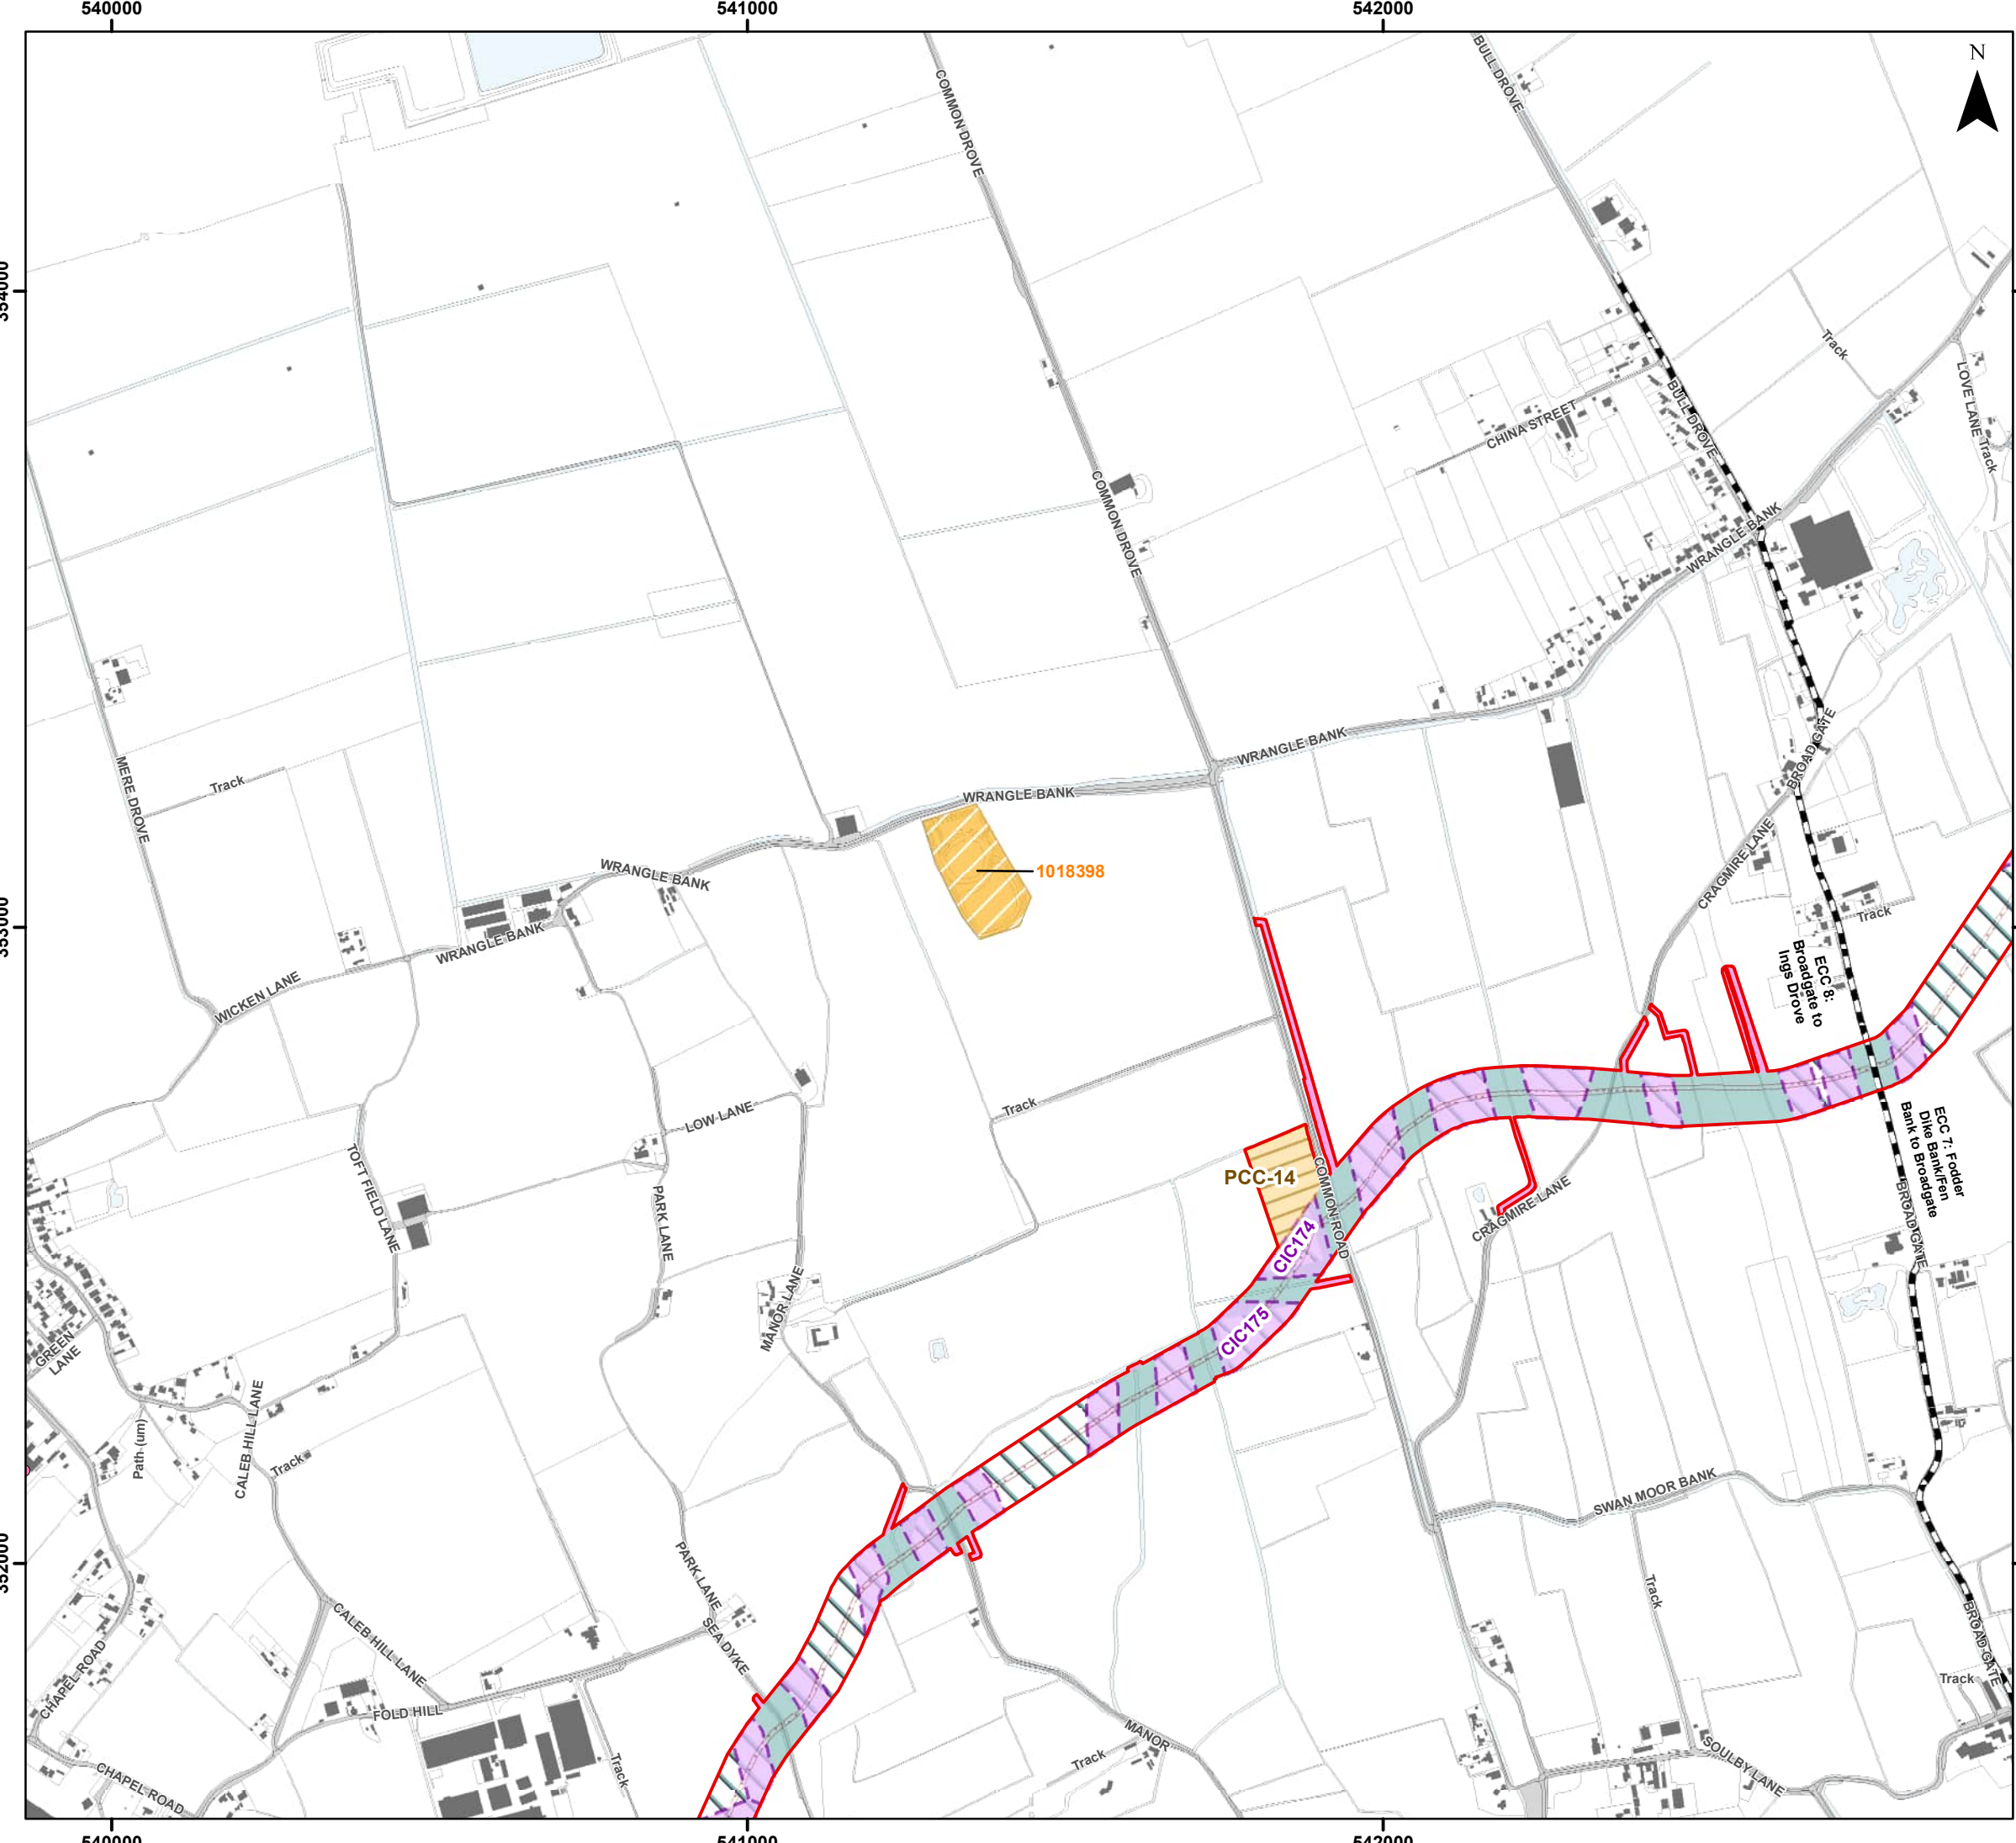 540000
541000
542000
N
BULL DROVE
COMMON DROVE
354000
Track
LOVE LANE
Track
BULL DROVE
CHINA STREET
COMMON DROVE
WRANGLE BANK
BROADGATE
WRANGLE BANK
MERE DROVE
Track
WRANGLE BANK
CRAGMIRE LANE
WRANGLE BANK
1018398
353000
Track
WRANGLE BANK
ECC 8:
Broadgate to
Ings Drove
WICKEN LANE
Track
LOW LANE
ECC 7: Fodder
Dike Bank/Fen
Bank to Broadgate
TOFT FIELD LANE
PARK LANE
PCC-14
COMMON ROAD
CRAGMIRE LANE
BROADGATE
CIC174
MANOR LANE
CIC175
GREEN
LANE
CALEB HILL LANE
Path (um)
Track
SWAN MOOR BANK
352000
PARK LANE
Track
CALEB HILL LANE
SEA DYKE
BROADGATE
CHAPEL ROAD
FOLD HILL
Track
MANOR
Track
Track
SOULBY LANE
CHAPEL ROAD
540000
541000
542000